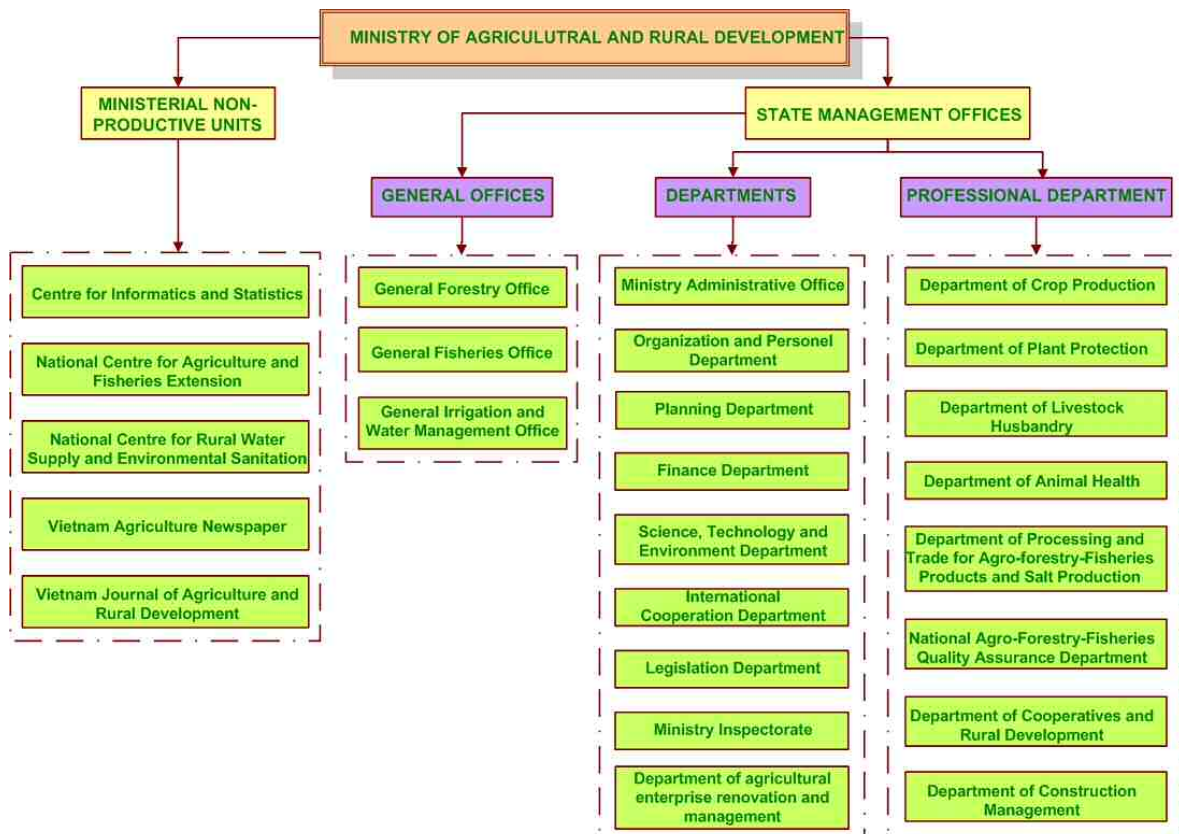 MINISTRY OF AGRICULUTRAL AND RURAL DEVELOPMENT
MINISTERIAL NON-
PRODUCTIVE UNITS
STATE MANAGEMENT OFFICES
GENERAL OFFICES
DEPARTMENTS
PROFESSIONAL DEPARTMENT
Centre for Informatics and Statistics
National Centre for Agriculture and
Fisheries Extension
National Centre for Rural Water
Supply and Environmental Sanitation
Vietnam Agriculture Newspaper
Vietnam Journal of Agriculture and
Rural Development
General Forestry Office
General Fisheries Office
General Irrigation and
Water Management Office
Ministry Administrative Office
Organization and Personel
Department
Planning Department
Finance Department
Science, Technology and
Environment Department
International
Cooperation Department
Legislation Department
Ministry Inspectorate
Department of agricultural
enterprise renovation and
management
Department of Crop Production
Department of Plant Protection
Department of Livestock
Husbandry
Department of Animal Health
Department of Processing and
Trade for Agro-forestry-Fisheries
Products and Salt Production
National Agro-Forestry-Fisheries
Quality Assurance Department
Department of Cooperatives and
Rural Development
Department of Construction
Management